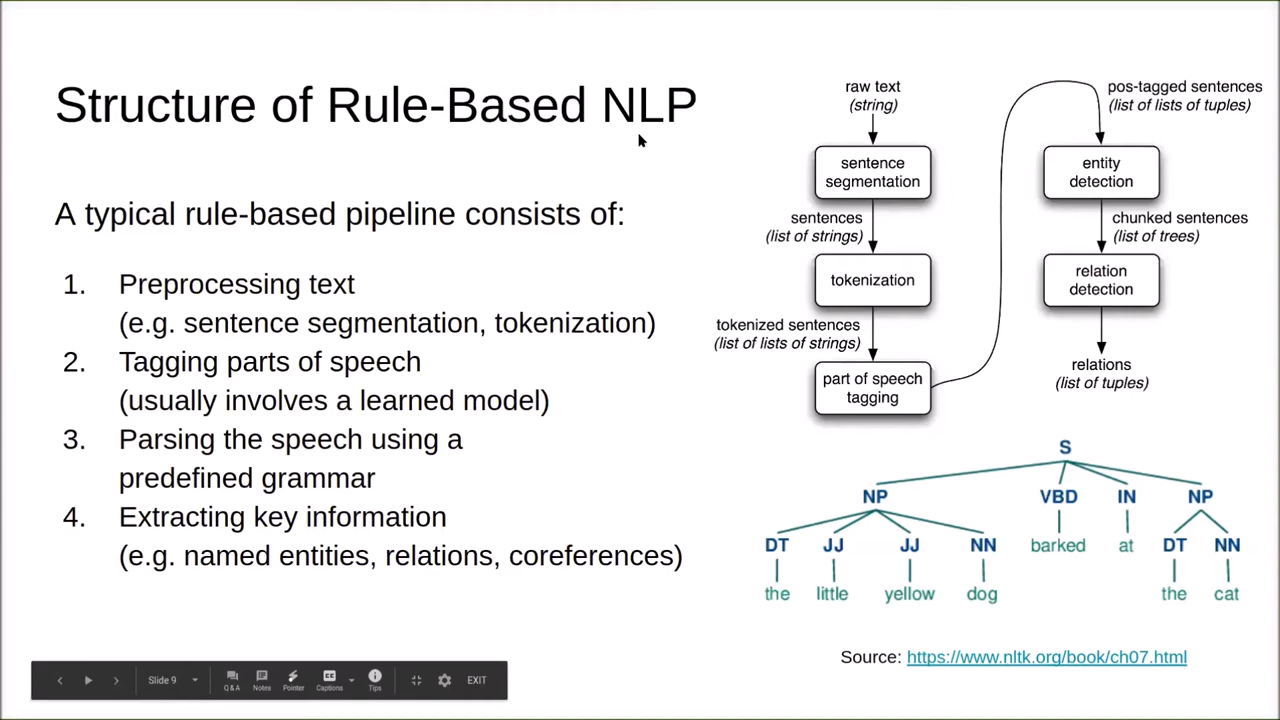 Structure of Rule-Based NLP
A typical rule-based pipeline consists of:
1. Preprocessing text
(e.g. sentence segmentation, tokenization)
2. Tagging parts of speech
(usually involves a learned model)
3. Parsing the speech using a
predefined grammar
4. Extracting key information
(e.g. named entities, relations, coreferences)
raw text
(string)
sentence
segmentation
sentences
(list of strings)
tokenization
tokenized sentences
(list of lists of strings)
part of speech
tagging
pos-tagged sentences
(list of lists of tuples)
entity
detection
chunked sentences
(list of trees)
relation
detection
relations
(list of tuples)
S
NP VBD IN NP
DT JJ JJ NN barked at DT NN
the little yellow dog the cat
Source: https://www.nltk.org/book/ch07.html
Slide 9 Q & A Notes Pointer Captions Tips EXIT